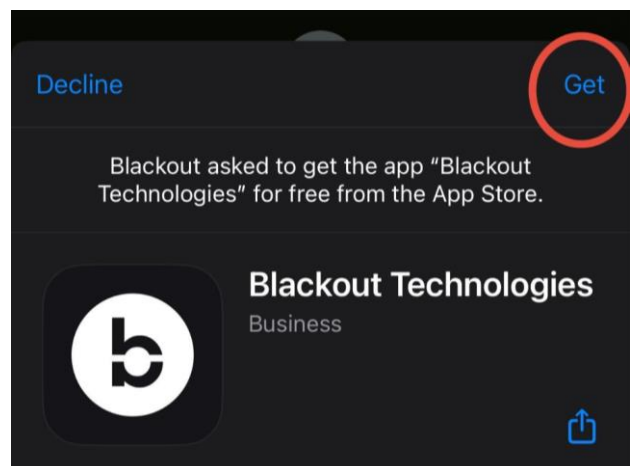 Decline
Get
Blackout asked to get the app “Blackout
Technologies” for free from the App Store.
Blackout Technologies
Business